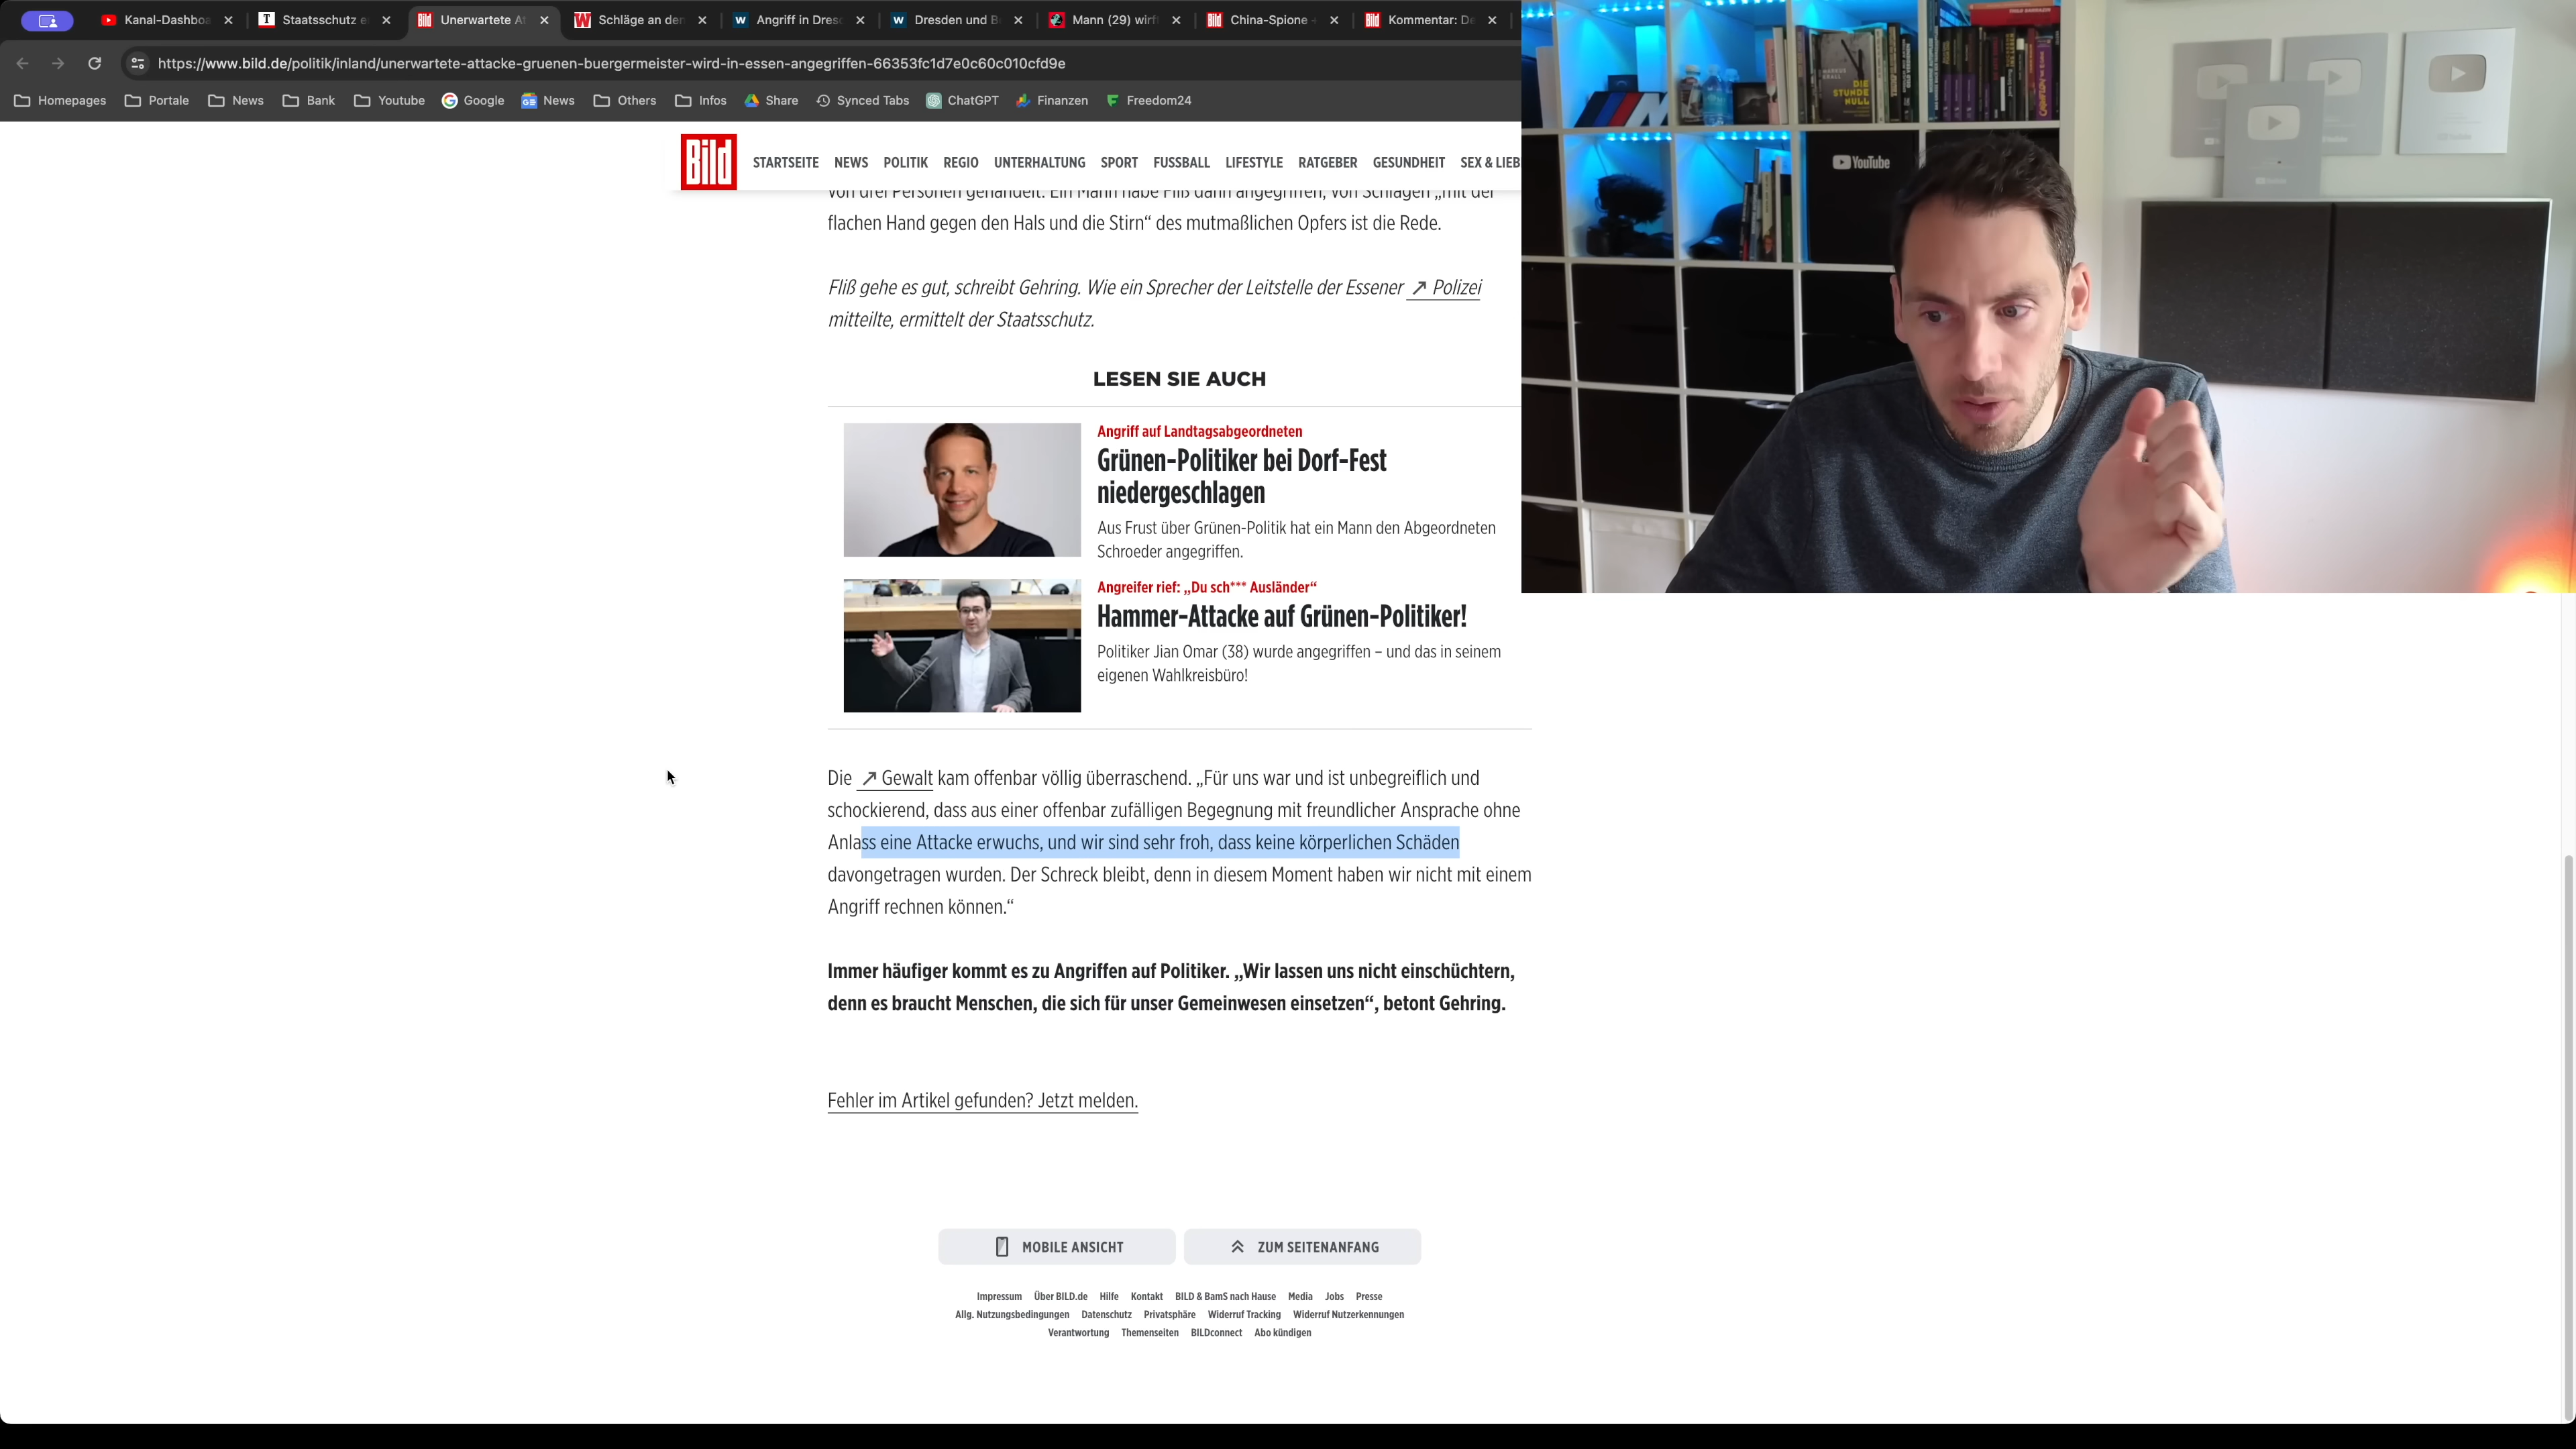 Kanal-Dashboa
Staatsschutz e
Unerwartete At
Schläge an der
Angriff in Dresd
Dresden und B
Mann (29) wirft
China-Spione
Kommentar: De
https://www.bild.de/politik/inland/unerwartete-attacke-gruenen-buergermeister-wird-in-essen-angegriffen-66353fc1d7e0c60c010cfd9e
Homepages Portale News Bank Youtube Google News Others Infos Share Synced Tabs ChatGPT Finanzen Freedom24
Bild STARTSEITE NEWS POLITIK REGIO UNTERHALTUNG SPORT FUSSBALL LIFESTYLE RATGEBER GESUNDHEIT SEX & LIEB
von drei Personen gehandelt. Ein Mann habe Fliß dann angegriffen, von Schlägen „mit der
flachen Hand gegen den Hals und die Stirn“ des mutmaßlichen Opfers ist die Rede.
Fliß gehe es gut, schreibt Gehring. Wie ein Sprecher der Leitstelle der Essener Polizei
mitteilte, ermittelt der Staatsschutz.
LESEN SIE AUCH
Angriff auf Landtagsabgeordneten
Grünen-Politiker bei Dorf-Fest
niedergeschlagen
Aus Frust über Grünen-Politik hat ein Mann den Abgeordneten
Schroeder angegriffen.
Angreifer rief: „Du sch*** Ausländer“
Hammer-Attacke auf Grünen-Politiker!
Politiker Jian Omar (38) wurde angegriffen – und das in seinem
eigenen Wahlkreisbüro!
Die Gewalt kam offenbar völlig überraschend. „Für uns war und ist unbegreiflich und
schockierend, dass aus einer offenbar zufälligen Begegnung mit freundlicher Ansprache ohne
Anlass eine Attacke erwuchs, und wir sind sehr froh, dass keine körperlichen Schäden
davongetragen wurden. Der Schreck bleibt, denn in diesem Moment haben wir nicht mit einem
Angriff rechnen können.“
Immer häufiger kommt es zu Angriffen auf Politiker. „Wir lassen uns nicht einschüchtern,
denn es braucht Menschen, die sich für unser Gemeinwesen einsetzen“, betont Gehring.
Fehler im Artikel gefunden? Jetzt melden.
MOBILE ANSICHT
ZUM SEITENANFANG
Impressum Über BILD.de Hilfe Kontakt BILD & BamS nach Hause Media Jobs Presse
Allg. Nutzungsbedingungen Datenschutz Privatsphäre Widerruf Tracking Widerruf Nutzerkennungen
Verantwortung Themenseiten BILDconnect Abo kündigen
MARKUS
KRALL
DIE
STUNDE
NULL
YouTube